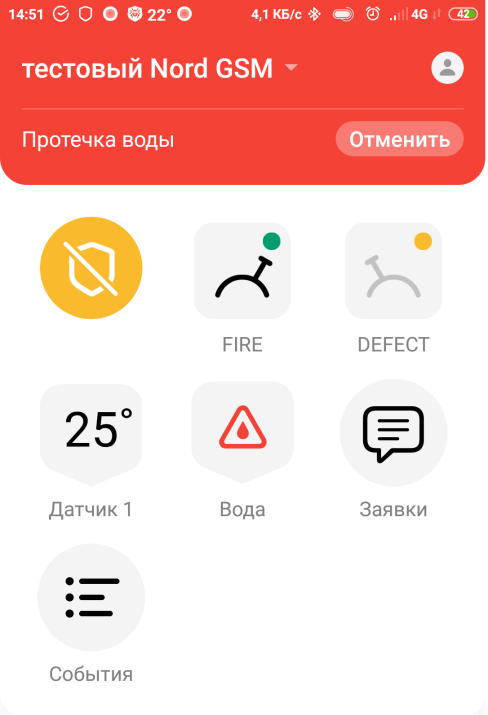 14:51 22° 4,1 КБ/с 4G 42
тестовый Nord GSM
Протечка воды Отменить
FIRE DEFECT
25°
Датчик 1 Вода Заявки
События